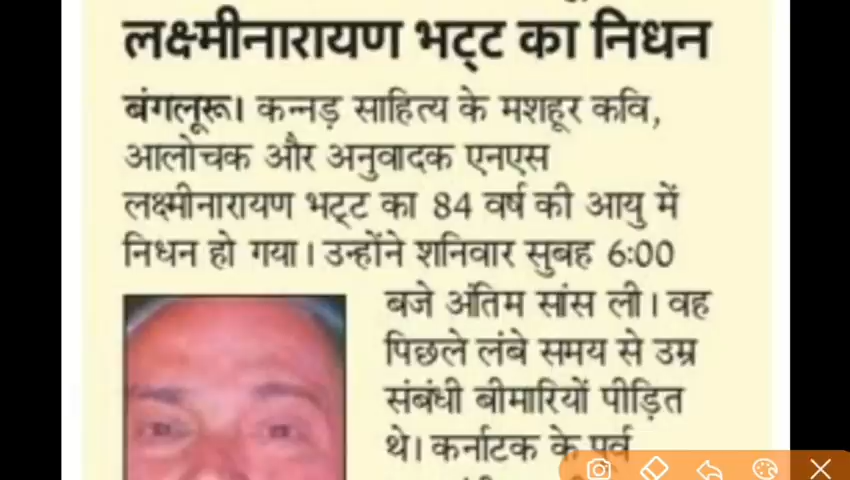 लक्ष्मीनारायण भट्ट का निधन
बंगलूरू। कन्नड़ साहित्य के मशहूर कवि,
आलोचक और अनुवादक एनएस
लक्ष्मीनारायण भट्ट का 84 वर्ष की आयु में
निधन हो गया। उन्होंने शनिवार सुबह 6:00
बजे अंतिम सांस ली। वह
पिछले लंबे समय से उम्र
संबंधी बीमारियों पीड़ित
थे। कर्नाटक के पूर्व